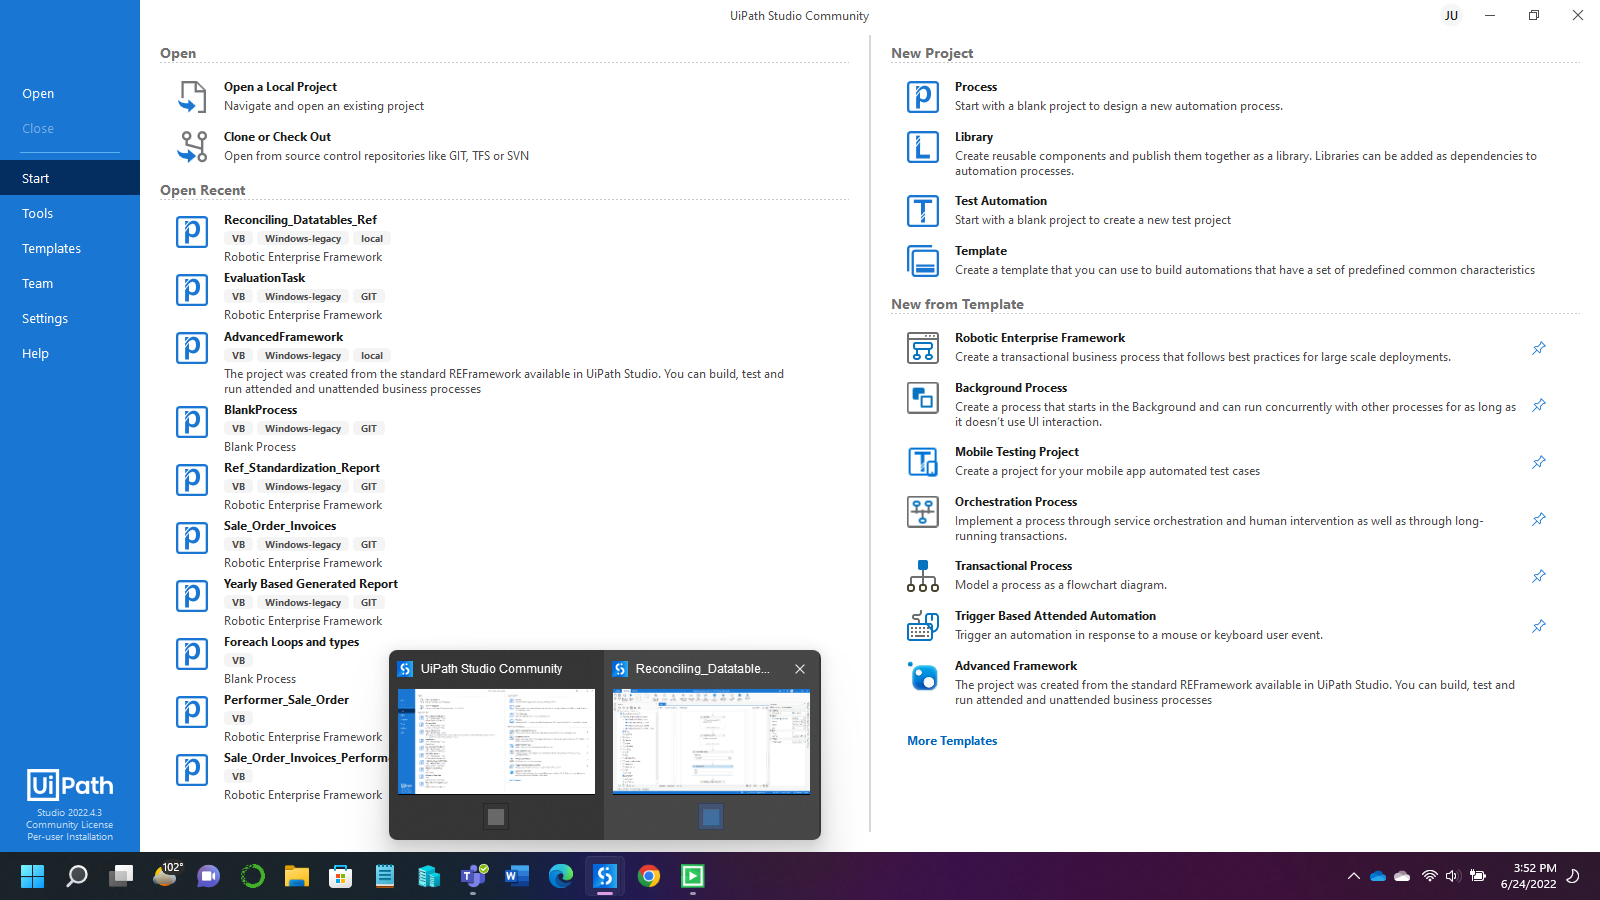 UiPath Studio Community
JU
Open
Close
Start
Tools
Templates
Team
Settings
Help
UiPath
Studio 2022.4.3
Community License
Per-user Installation
Open
Open a Local Project
Navigate and open an existing project
Clone or Check Out
Open from source control repositories like GIT, TFS or SVN
Open Recent
Reconciling_Datatables_Ref
VB Windows-legacy local
Robotic Enterprise Framework
EvaluationTask
VB Windows-legacy GIT
Robotic Enterprise Framework
AdvancedFramework
VB Windows-legacy local
The project was created from the standard REFramework available in UiPath Studio. You can build, test and
run attended and unattended business processes
BlankProcess
VB Windows-legacy GIT
Blank Process
Ref_Standardization_Report
VB Windows-legacy GIT
Robotic Enterprise Framework
Sale_Order_Invoices
VB Windows-legacy GIT
Robotic Enterprise Framework
Yearly Based Generated Report
VB Windows-legacy GIT
Robotic Enterprise Framework
Foreach Loops and types
VB
Blank Process
Performer_Sale_Order
VB
Robotic Enterprise Framework
Sale_Order_Invoices_Perform
VB
Robotic Enterprise Framework
New Project
Process
Start with a blank project to design a new automation process.
Library
Create reusable components and publish them together as a library. Libraries can be added as dependencies to
automation processes.
Test Automation
Start with a blank project to create a new test project
Template
Create a template that you can use to build automations that have a set of predefined common characteristics
New from Template
Robotic Enterprise Framework
Create a transactional business process that follows best practices for large scale deployments.
Background Process
Create a process that starts in the Background and can run concurrently with other processes for as long as
it doesn't use UI interaction.
Mobile Testing Project
Create a project for your mobile app automated test cases
Orchestration Process
Implement a process through service orchestration and human intervention as well as through long-
running transactions.
Transactional Process
Model a process as a flowchart diagram.
Trigger Based Attended Automation
Trigger an automation in response to a mouse or keyboard user event.
Advanced Framework
The project was created from the standard REFramework available in UiPath Studio. You can build, test and
run attended and unattended business processes
More Templates
UiPath Studio Community
Reconciling_Datatable...
102°
3:52 PM
6/24/2022